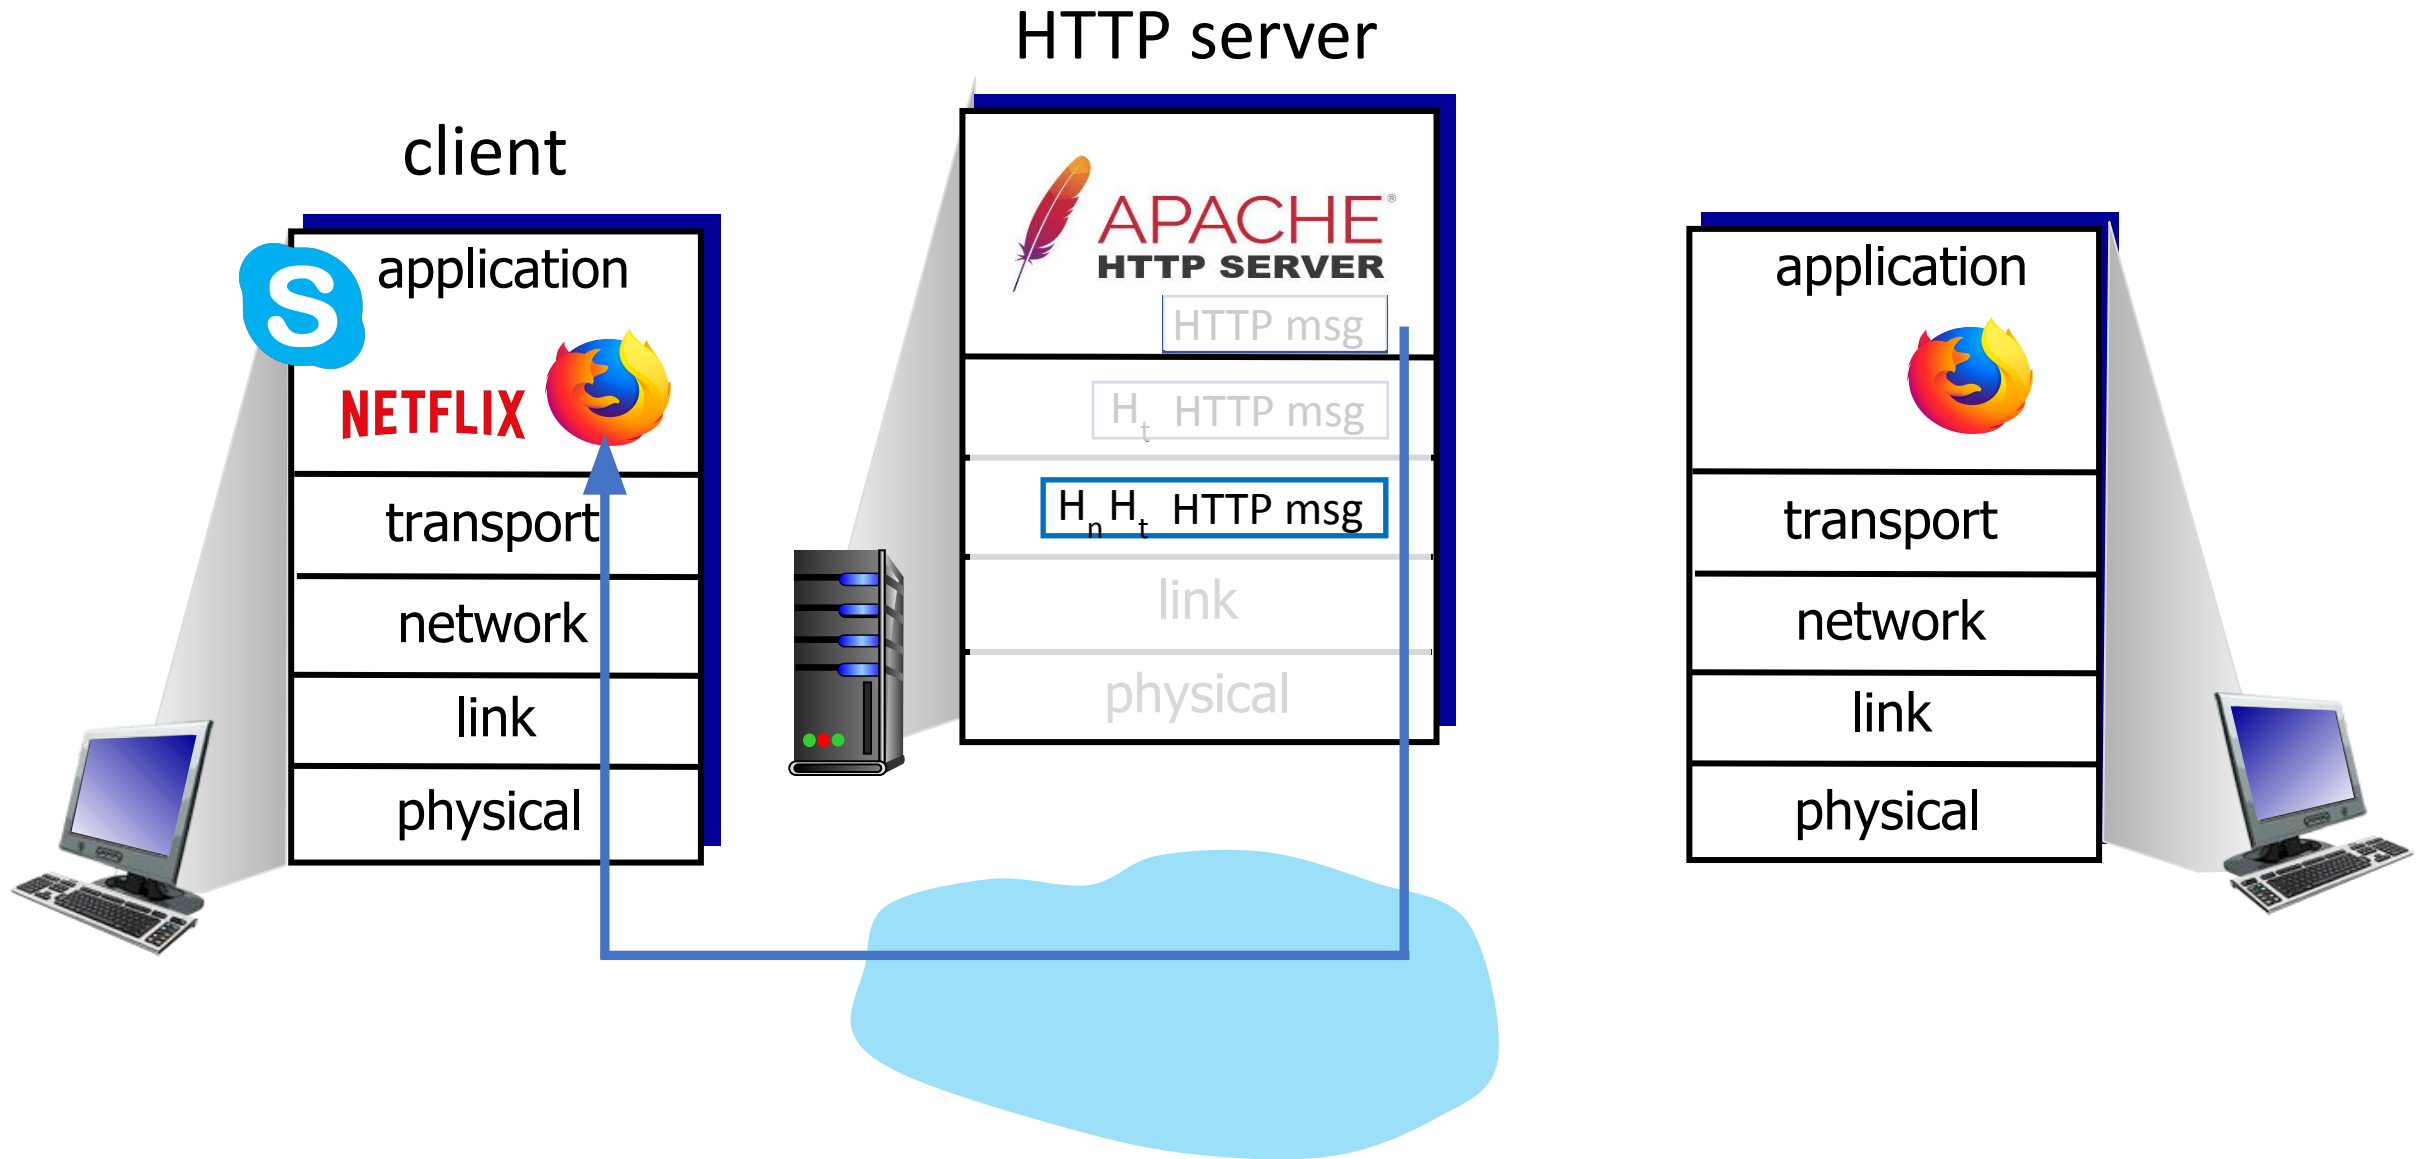 HTTP server
client
application
S
NETFLIX
transport
network
link
physical
APACHE®
HTTP SERVER
HTTP msg
Ht HTTP msg
Hn Ht HTTP msg
link
physical
application
transport
network
link
physical